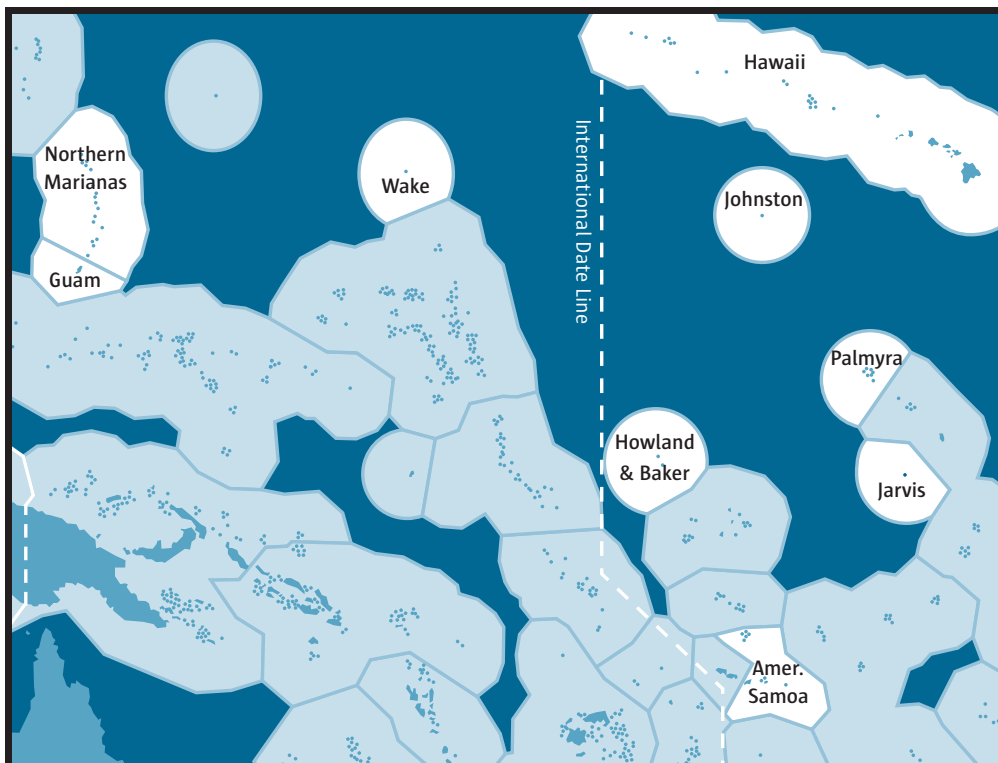 Hawaii
Northern
Marianas
Wake
Johnston
International Date Line
Guam
Palmyra
Howland
& Baker
Jarvis
Amer.
Samoa